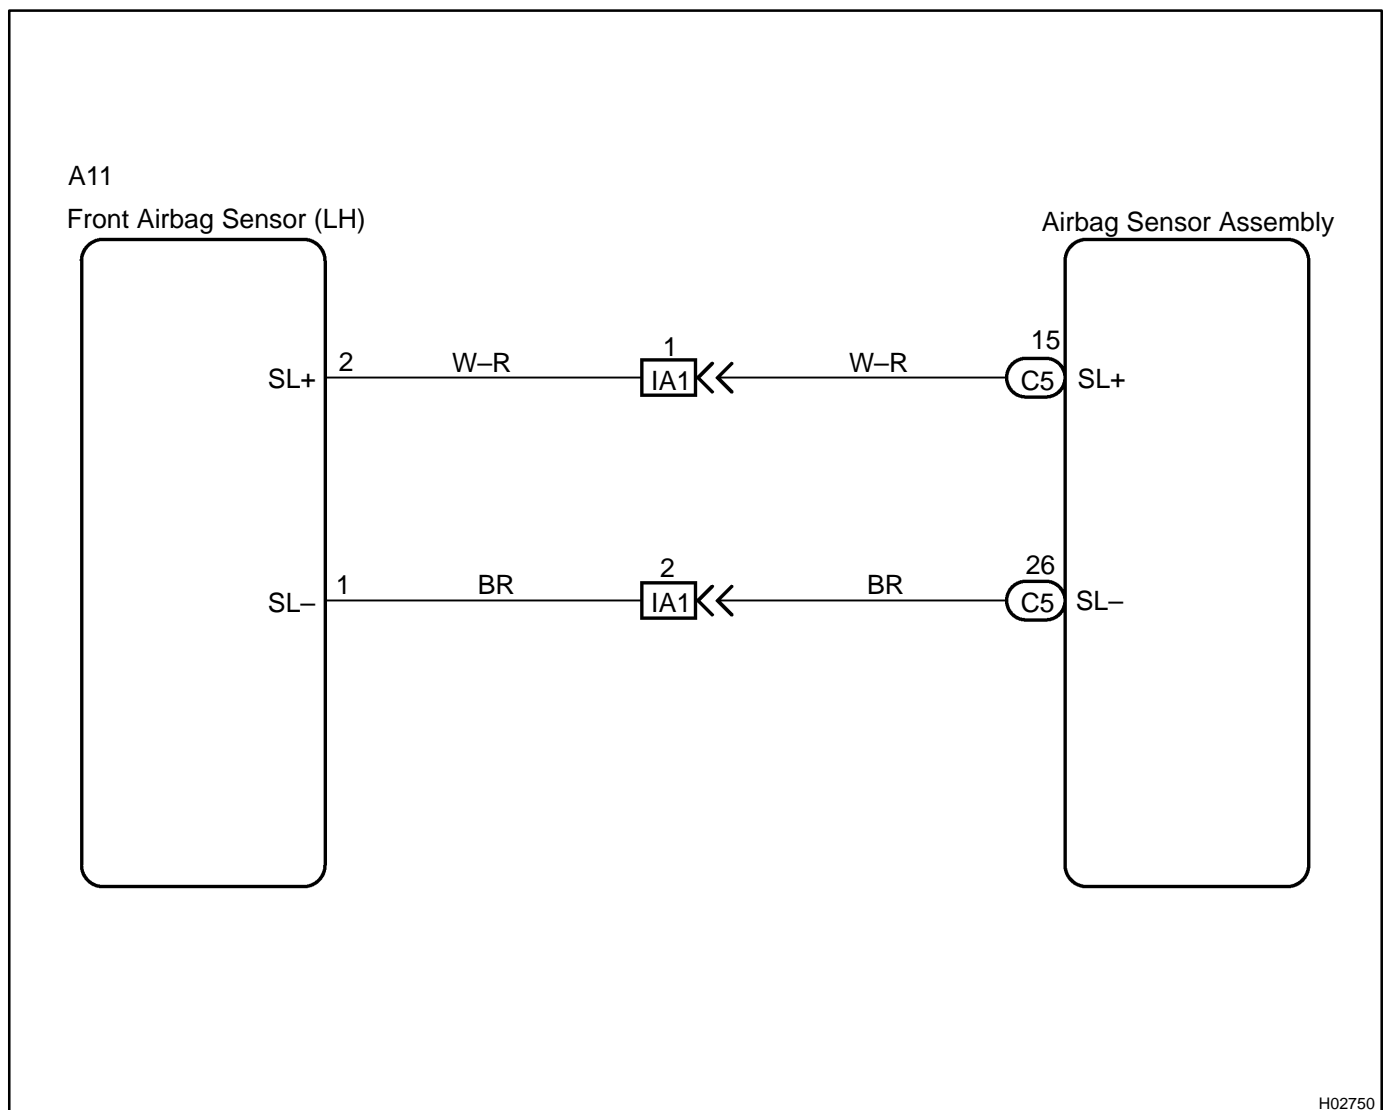 A11
Front Airbag Sensor (LH)
Airbag Sensor Assembly
SL+ 2 W–R 1 IA1 W–R 15 C5 SL+
SL– 1 BR 2 IA1 BR 26 C5 SL–
H02750